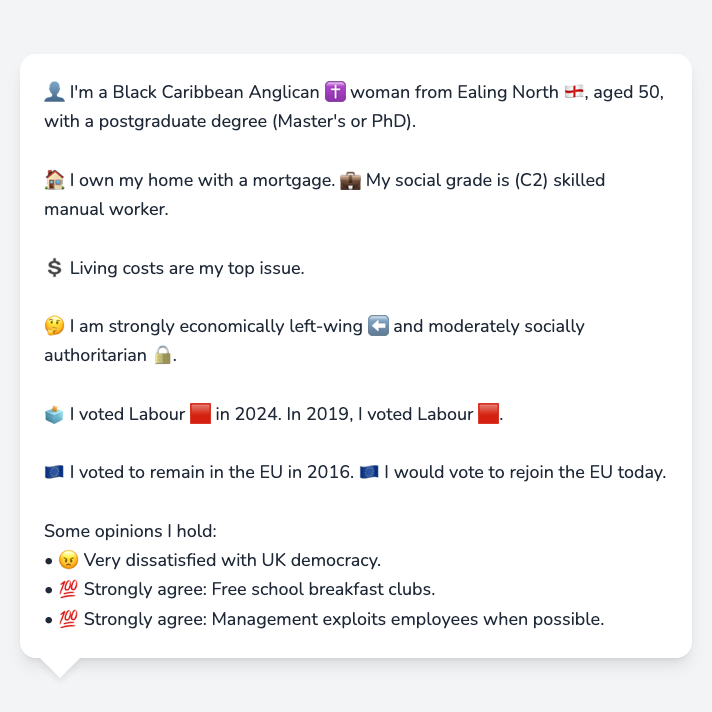 👤 I'm a Black Caribbean Anglican ✝️ woman from Ealing North 🏴󠁧󠁢󠁥󠁮󠁧󠁿, aged 50,
with a postgraduate degree (Master's or PhD).
🏠 I own my home with a mortgage. 💼 My social grade is (C2) skilled
manual worker.
💲 Living costs are my top issue.
🤔 I am strongly economically left-wing ⬅️ and moderately socially
authoritarian 🔒.
🗳️ I voted Labour 🟥 in 2024. In 2019, I voted Labour 🟥.
🇪🇺 I voted to remain in the EU in 2016. 🇪🇺 I would vote to rejoin the EU today.
Some opinions I hold:
• 😠 Very dissatisfied with UK democracy.
• 💯 Strongly agree: Free school breakfast clubs.
• 💯 Strongly agree: Management exploits employees when possible.